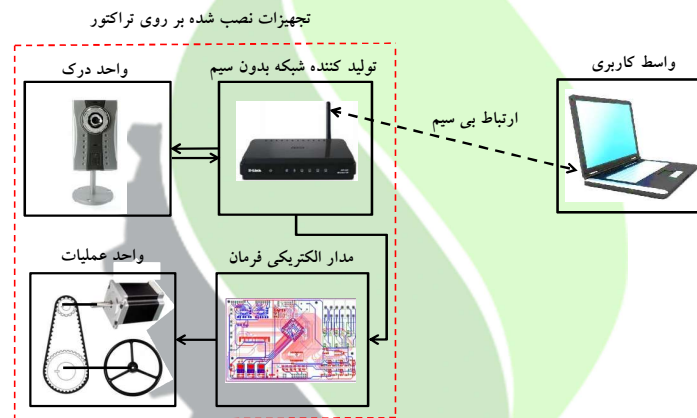 تجهیزات نصب شده بر روی تراکتور
واسط کاربری
تولید کننده شبکه بدون سیم
واحد درک
ارتباط بی سیم
D-Link
مدار الکتریکی فرمان
واحد عملیات